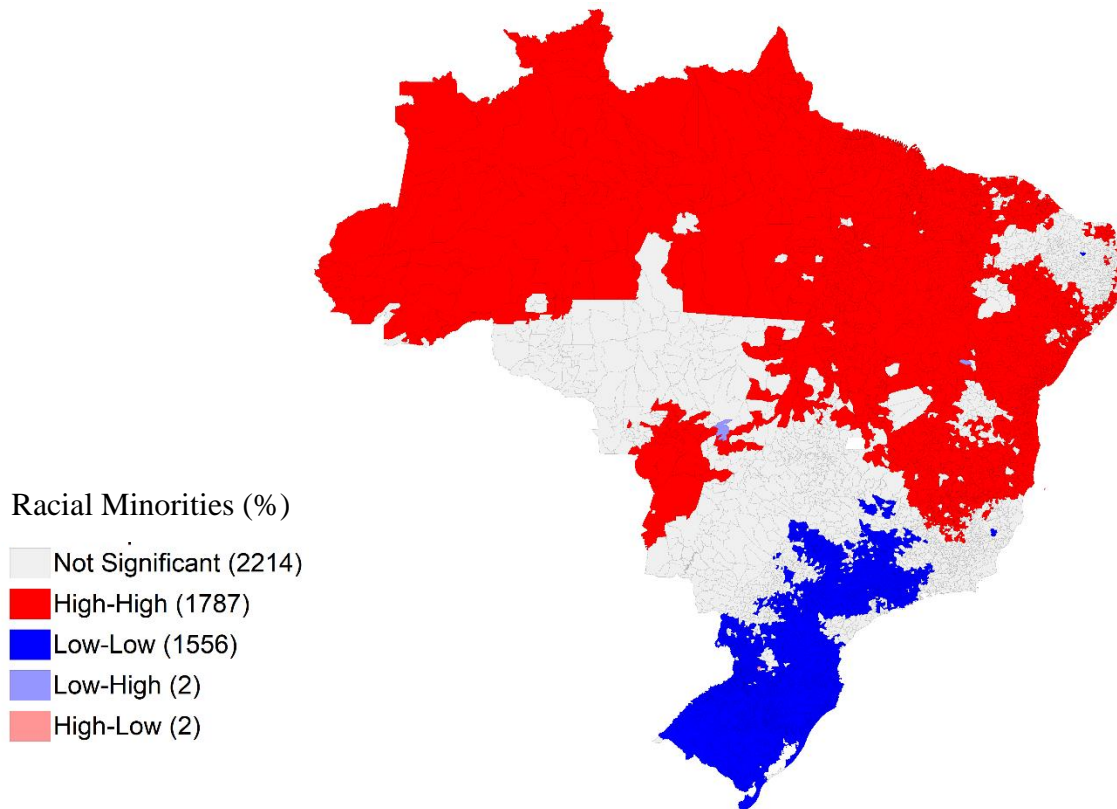 Racial Minorities (%)
Not Significant (2214)
High-High (1787)
Low-Low (1556)
Low-High (2)
High-Low (2)